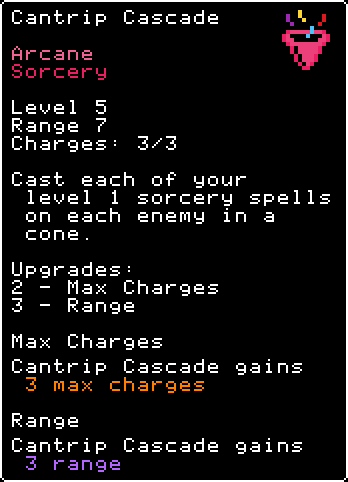 Cantrip Cascade
Arcane
Sorcery
Level 5
Range 7
Charges: 3/3
Cast each of your
level 1 sorcery spells
on each enemy in a
cone.
Upgrades:
2 - Max Charges
3 - Range
Max Charges
Cantrip Cascade gains
3 max charges
Range
Cantrip Cascade gains
3 range